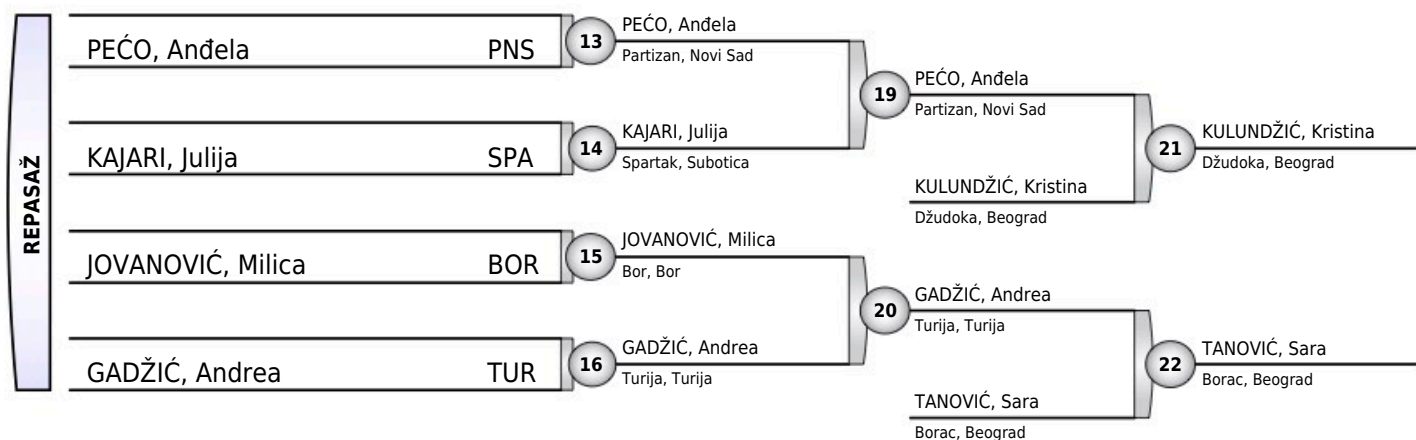 REPASAŽ
PEĆO, Anđela PNS
KAJARI, Julija SPA
JOVANOVIĆ, Milica BOR
GADŽIĆ, Andrea TUR
13
PEĆO, Anđela
Partizan, Novi Sad
14
KAJARI, Julija
Spartak, Subotica
15
JOVANOVIĆ, Milica
Bor, Bor
16
GADŽIĆ, Andrea
Turija, Turija
19
PEĆO, Anđela
Partizan, Novi Sad
KULUNDŽIĆ, Kristina
Džudoka, Beograd
20
GADŽIĆ, Andrea
Turija, Turija
TANOVIĆ, Sara
Borac, Beograd
21
KULUNDŽIĆ, Kristina
Džudoka, Beograd
22
TANOVIĆ, Sara
Borac, Beograd